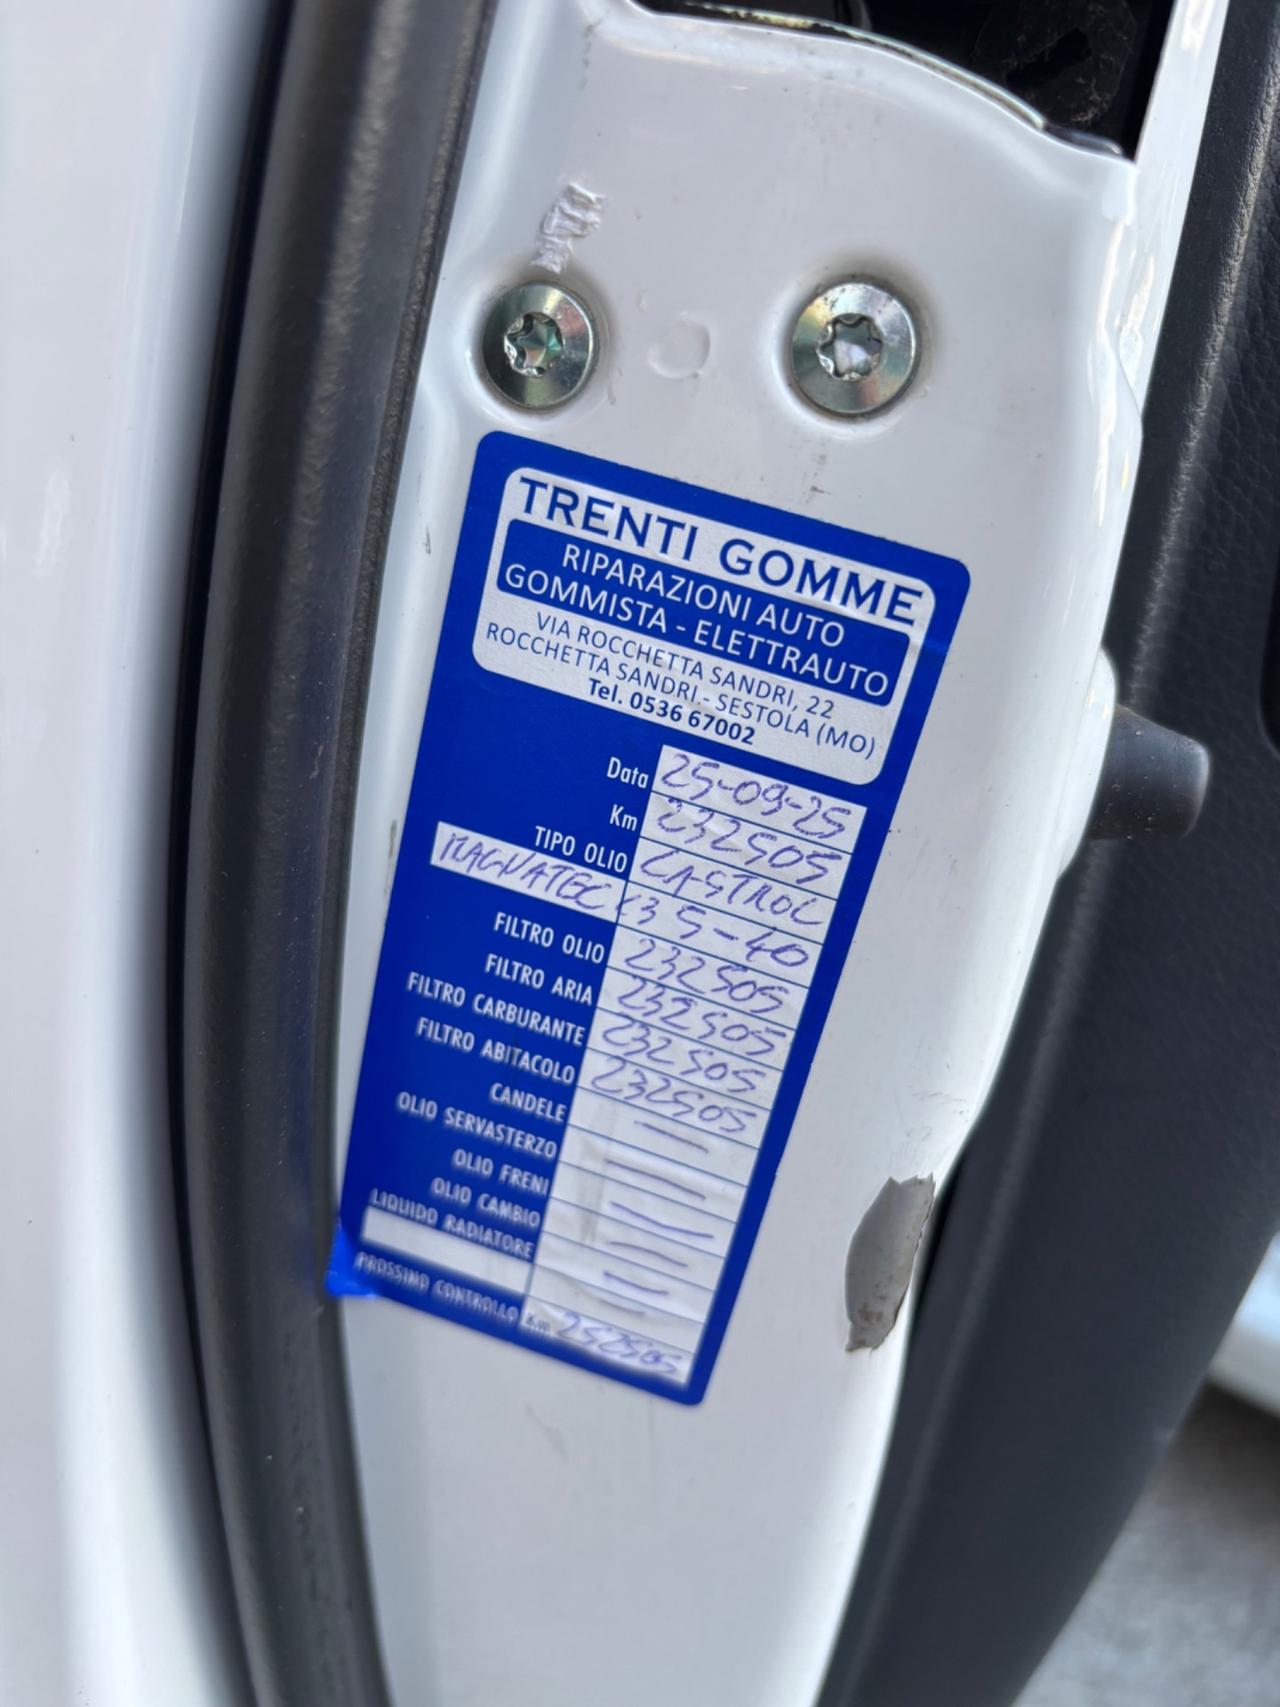 TRENTI GOMME
RIPARAZIONI AUTO
GOMMISTA - ELETTRAUTO
VIA ROCCHETTA SANDRI, 22
ROCCHETTA SANDRI - SESTOLA (MO)
Tel. 0536 67002
Data 25-09-25
Km 232505
TIPO OLIO CASTROL
MAGNATEC C3 5-40
FILTRO OLIO 232505
FILTRO ARIA 232505
FILTRO CARBURANTE 232505
FILTRO ABITACOLO 232505
CANDELE —
OLIO SERVASTERZO —
OLIO FRENI
OLIO CAMBIO —
LIQUIDO RADIATORE —
PROSSIMO CONTROLLO Km 252505